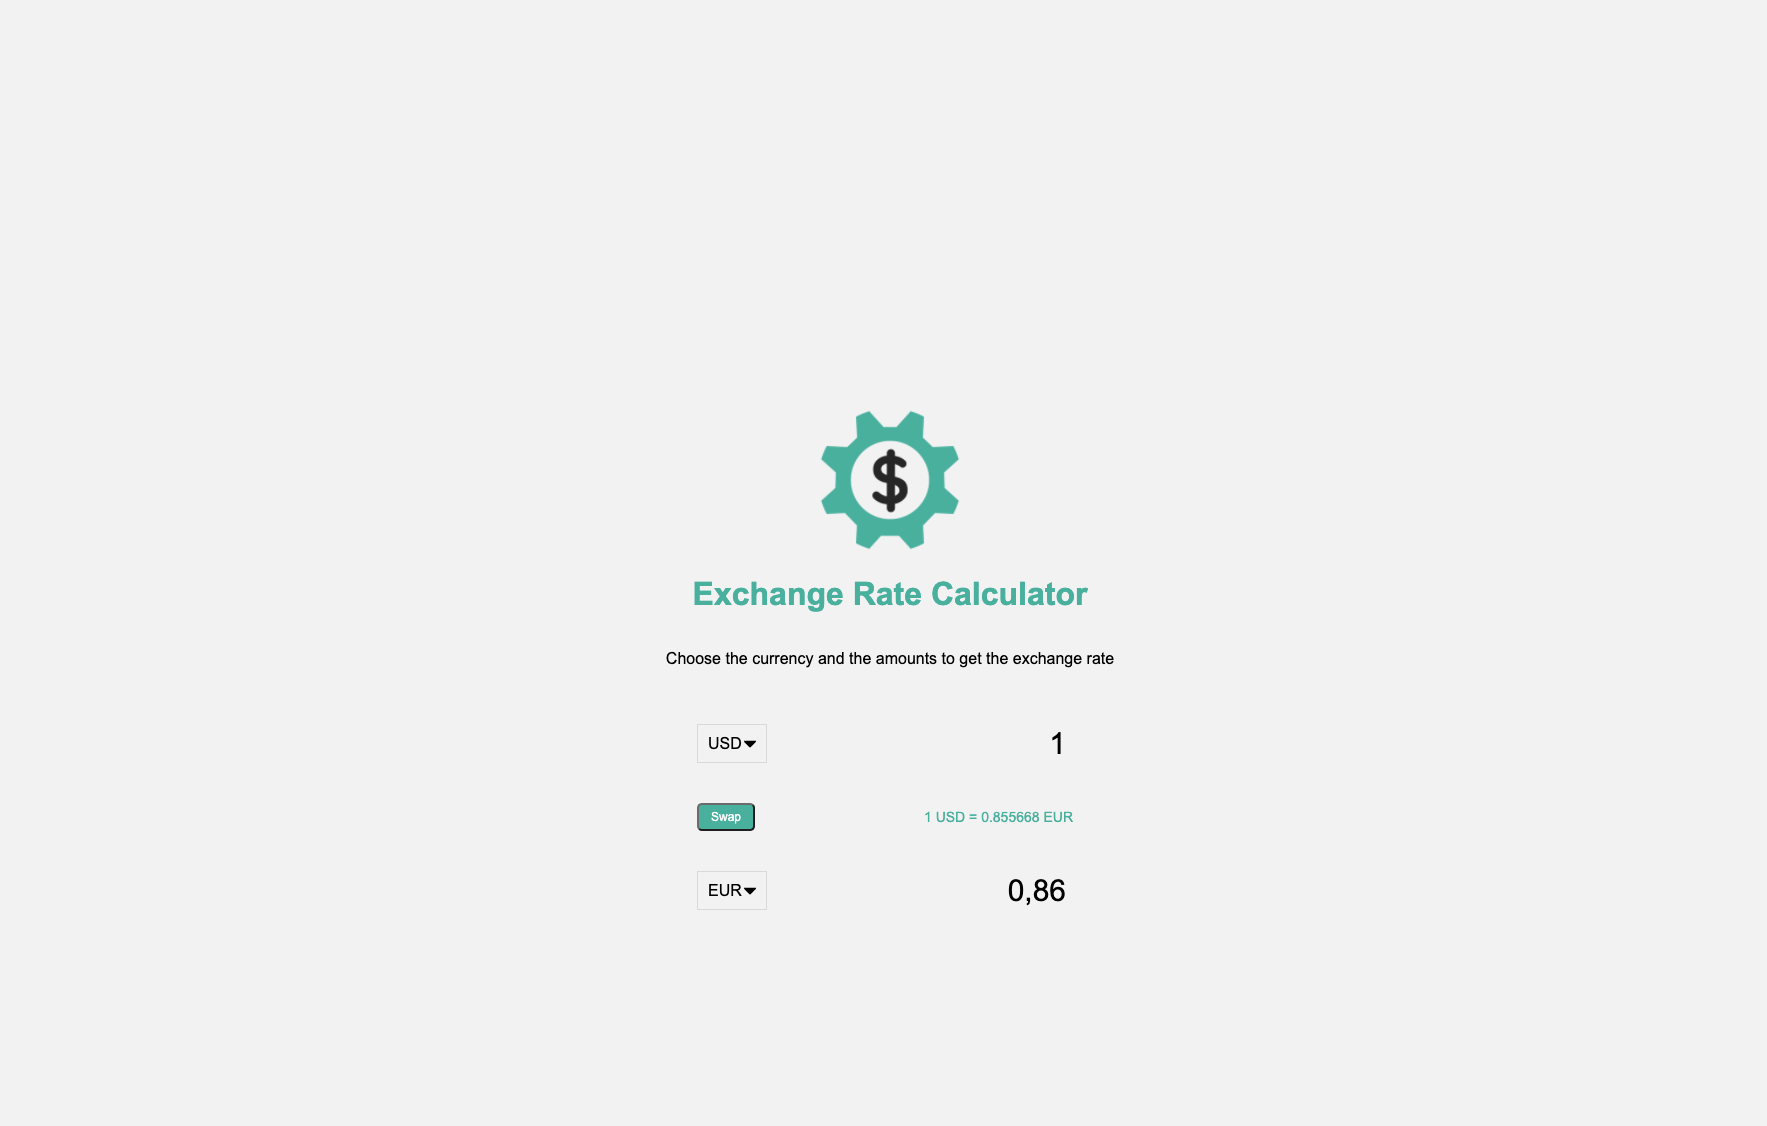 $
Exchange Rate Calculator
Choose the currency and the amounts to get the exchange rate
USD 1
Swap 1 USD = 0.855668 EUR
EUR 0,86